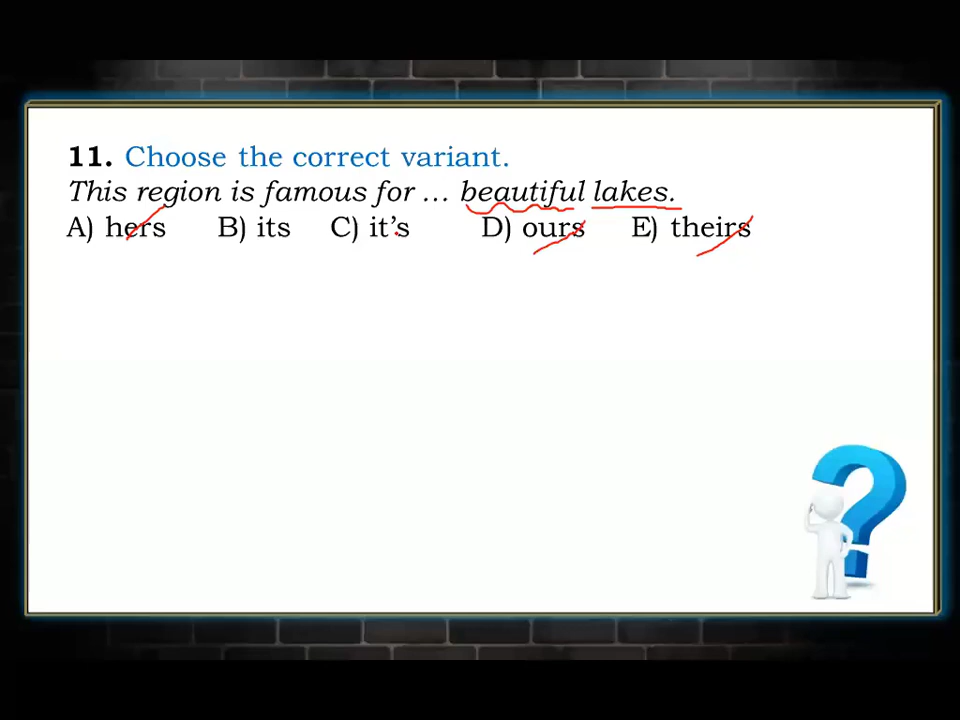 11. Choose the correct variant.
This region is famous for … beautiful lakes.
A) hers B) its C) it’s D) ours E) theirs